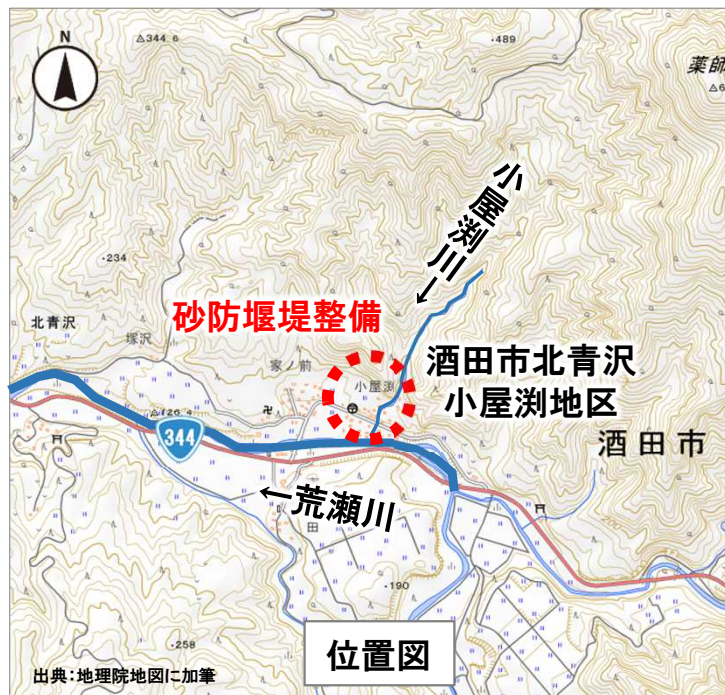 △344.6
・489
N
薬師
△6
小屋渕川
←
・234
砂防堰堤整備
北青沢
塚沢
家ノ前
小屋渕
酒田市北青沢
小屋渕地区
△126.4
344
酒田市
←荒瀬川
田
・190
・258
位置図
出典:地理院地図に加筆